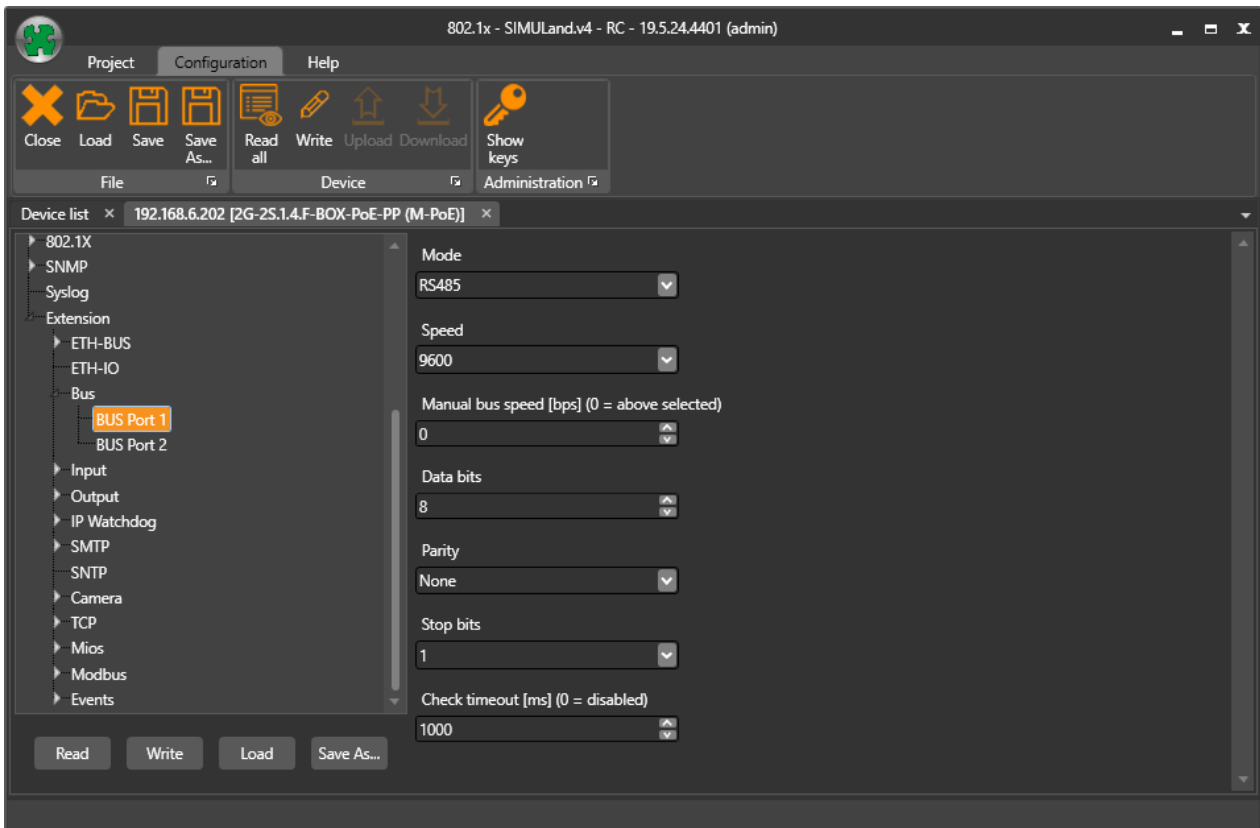 802.1x - SIMULand.v4 - RC - 19.5.24.4401 (admin)
Project Configuration Help
Close Load Save Save As... Read all Write Upload Download Show keys
File Device Administration
Device list × 192.168.6.202 [2G-2S.1.4.F-BOX-PoE-PP (M-PoE)] ×
802.1X
SNMP
Syslog
Extension
ETH-BUS
ETH-IO
Bus
BUS Port 1
BUS Port 2
Input
Output
IP Watchdog
SMTP
SNTP
Camera
TCP
Mios
Modbus
Events
Read Write Load Save As...
Mode
RS485
Speed
9600
Manual bus speed [bps] (0 = above selected)
0
Data bits
8
Parity
None
Stop bits
1
Check timeout [ms] (0 = disabled)
1000